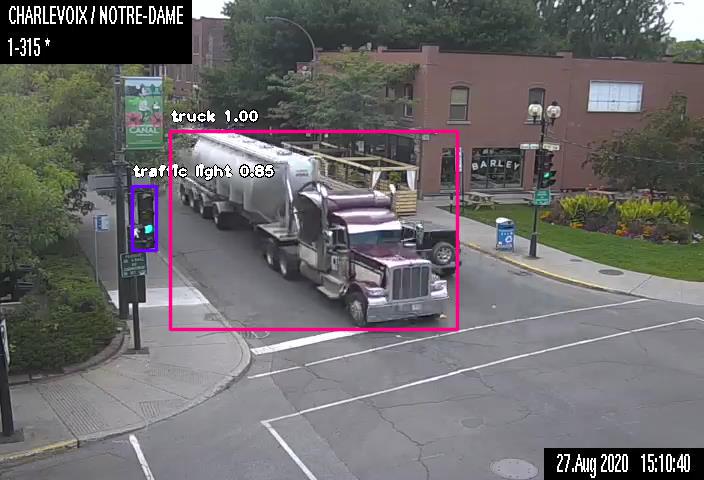 CHARLEVOIX / NOTRE-DAME
1-315 *
truck 1.00
traffic light 0.85
CANAL
BARLEY
27.Aug 2020 15:10:40